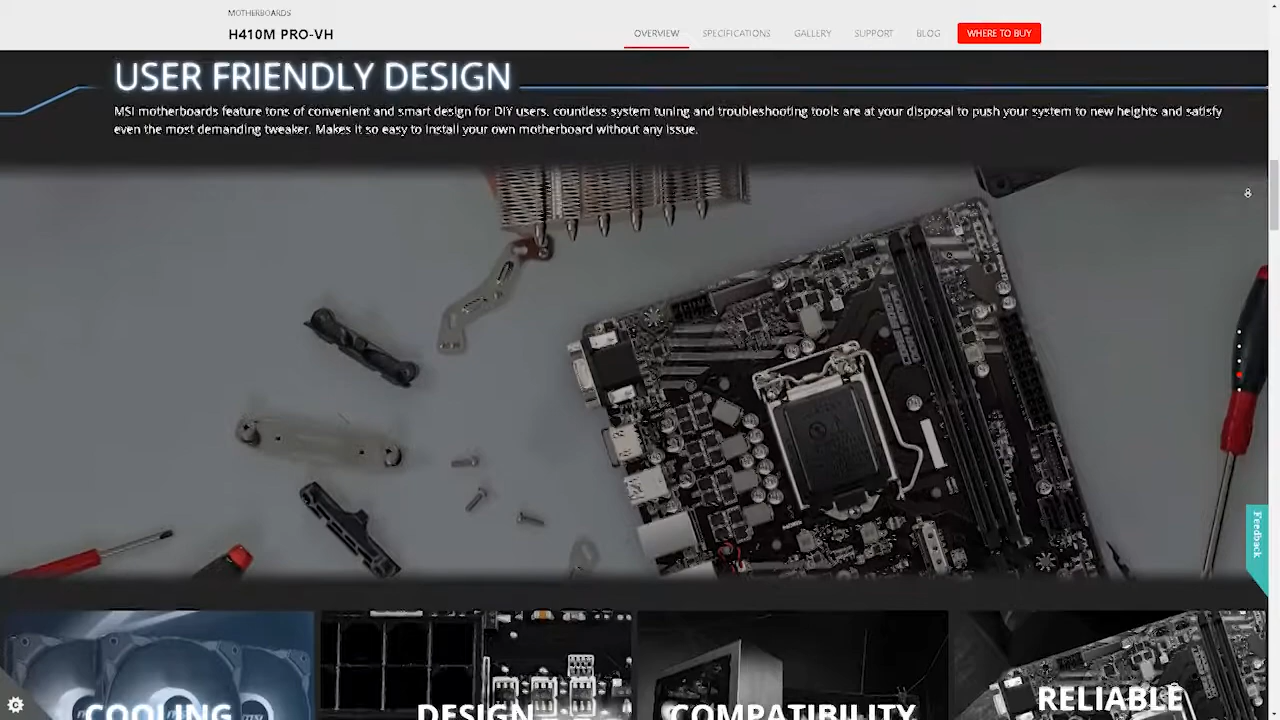 MOTHERBOARDS
H410M PRO-VH
OVERVIEW SPECIFICATIONS GALLERY SUPPORT BLOG WHERE TO BUY
USER FRIENDLY DESIGN
MSI motherboards feature tons of convenient and smart design for DIY users. countless system tuning and troubleshooting tools are at your disposal to push your system to new heights and satisfy
even the most demanding tweaker. Makes it so easy to install your own motherboard without any issue.
Feedback
COOLING DESIGN COMPATIBILITY RELIABLE